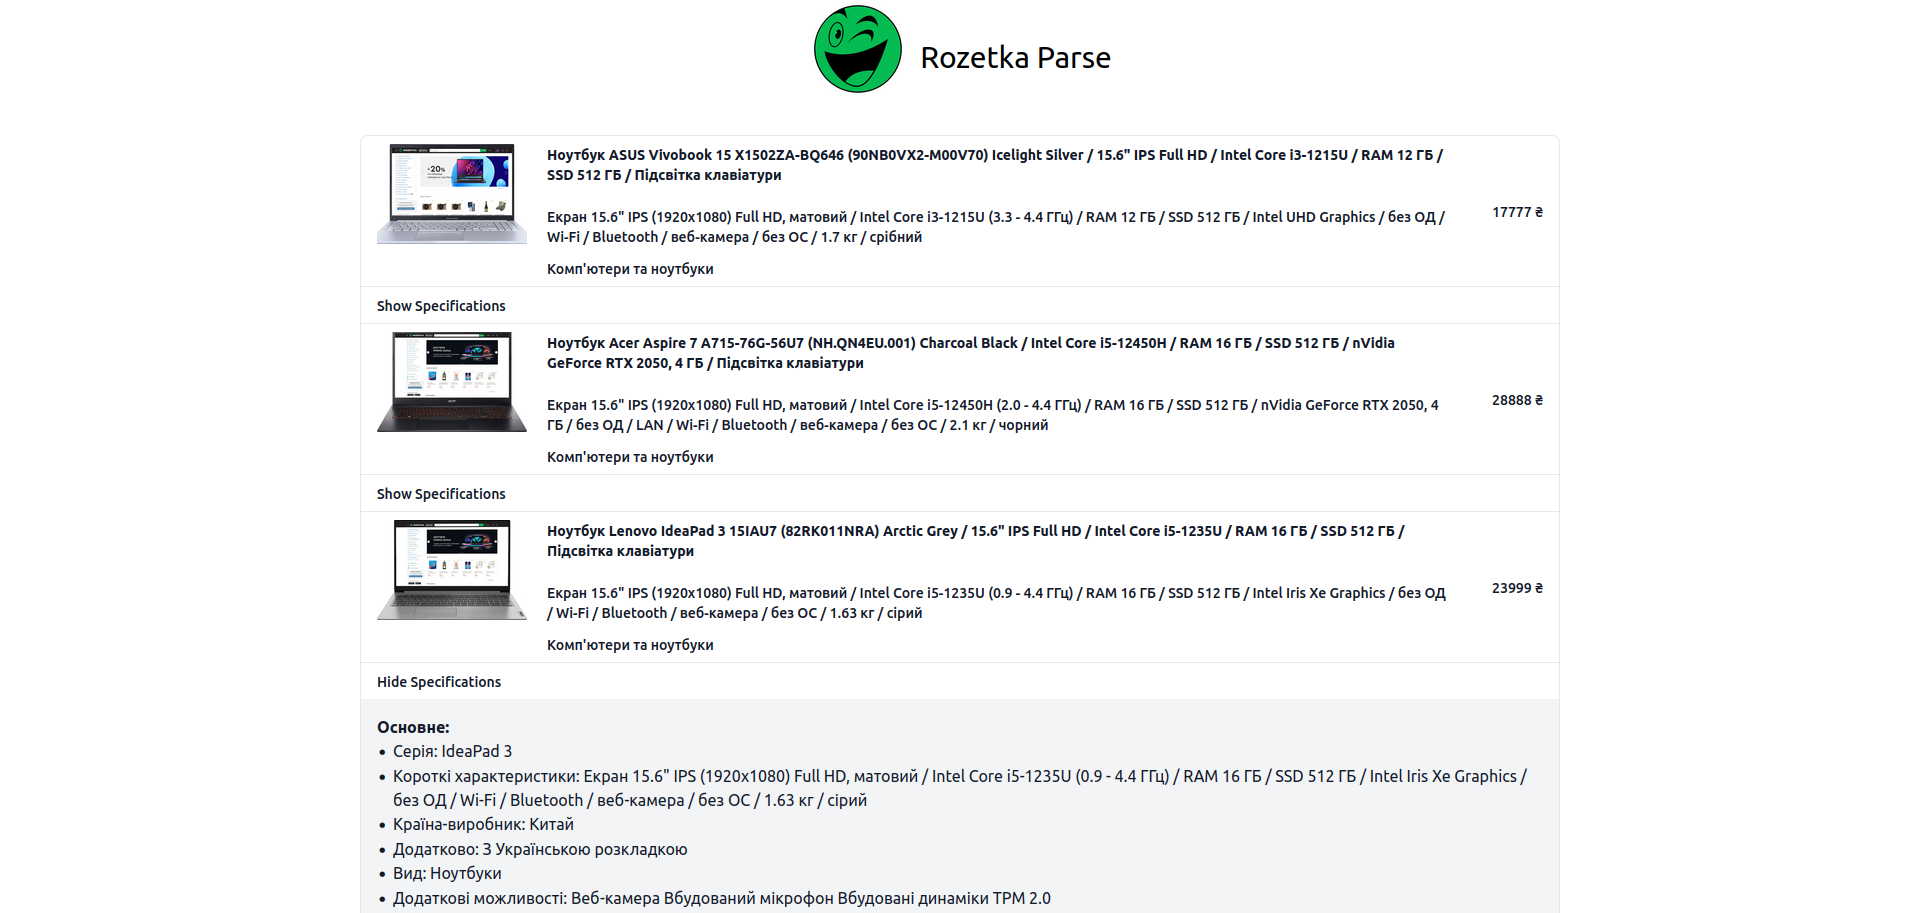 Rozetka Parse
Ноутбук ASUS Vivobook 15 X1502ZA-BQ646 (90NB0VX2-M00V70) Icelight Silver / 15.6" IPS Full HD / Intel Core i3-1215U / RAM 12 ГБ /
SSD 512 ГБ / Підсвітка клавіатури
Екран 15.6" IPS (1920x1080) Full HD, матовий / Intel Core i3-1215U (3.3 - 4.4 ГГц) / RAM 12 ГБ / SSD 512 ГБ / Intel UHD Graphics / без ОД /
Wi-Fi / Bluetooth / веб-камера / без ОС / 1.7 кг / срібний
17777 ₴
Комп'ютери та ноутбуки
Show Specifications
Ноутбук Acer Aspire 7 A715-76G-56U7 (NH.QN4EU.001) Charcoal Black / Intel Core i5-12450H / RAM 16 ГБ / SSD 512 ГБ / nVidia
GeForce RTX 2050, 4 ГБ / Підсвітка клавіатури
Екран 15.6" IPS (1920x1080) Full HD, матовий / Intel Core i5-12450H (2.0 - 4.4 ГГц) / RAM 16 ГБ / SSD 512 ГБ / nVidia GeForce RTX 2050, 4
ГБ / без ОД / LAN / Wi-Fi / Bluetooth / веб-камера / без ОС / 2.1 кг / чорний
28888 ₴
Комп'ютери та ноутбуки
Show Specifications
Ноутбук Lenovo IdeaPad 3 15IAU7 (82RK011NRA) Arctic Grey / 15.6" IPS Full HD / Intel Core i5-1235U / RAM 16 ГБ / SSD 512 ГБ /
Підсвітка клавіатури
Екран 15.6" IPS (1920x1080) Full HD, матовий / Intel Core i5-1235U (0.9 - 4.4 ГГц) / RAM 16 ГБ / SSD 512 ГБ / Intel Iris Xe Graphics / без ОД
/ Wi-Fi / Bluetooth / веб-камера / без ОС / 1.63 кг / сірий
23999 ₴
Комп'ютери та ноутбуки
Hide Specifications
Основне:
• Серія: IdeaPad 3
• Короткі характеристики: Екран 15.6" IPS (1920x1080) Full HD, матовий / Intel Core i5-1235U (0.9 - 4.4 ГГц) / RAM 16 ГБ / SSD 512 ГБ / Intel Iris Xe Graphics /
без ОД / Wi-Fi / Bluetooth / веб-камера / без ОС / 1.63 кг / сірий
• Країна-виробник: Китай
• Додатково: З Українською розкладкою
• Вид: Ноутбуки
• Додаткові можливості: Веб-камера Вбудований мікрофон Вбудовані динаміки TPM 2.0